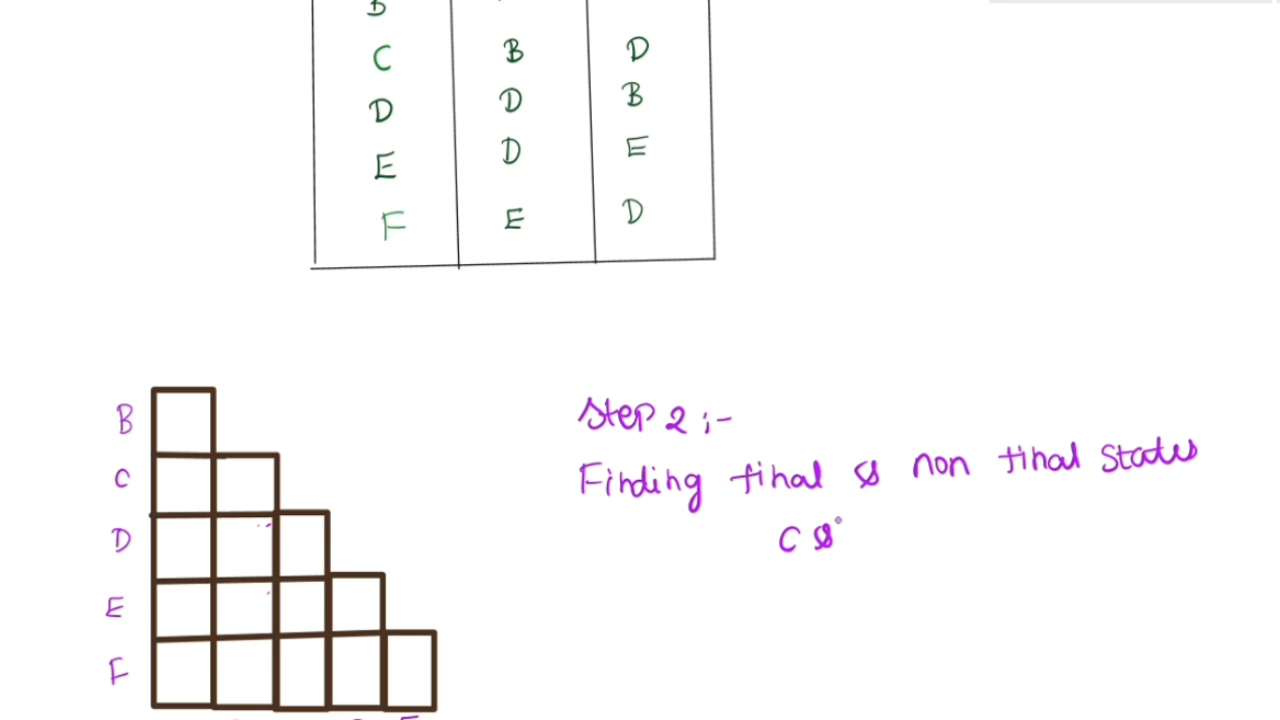 B
C B D
D D B
E D E
F E D
B
C
D
E
F
Step 2 :-
Finding final & non final states
C &